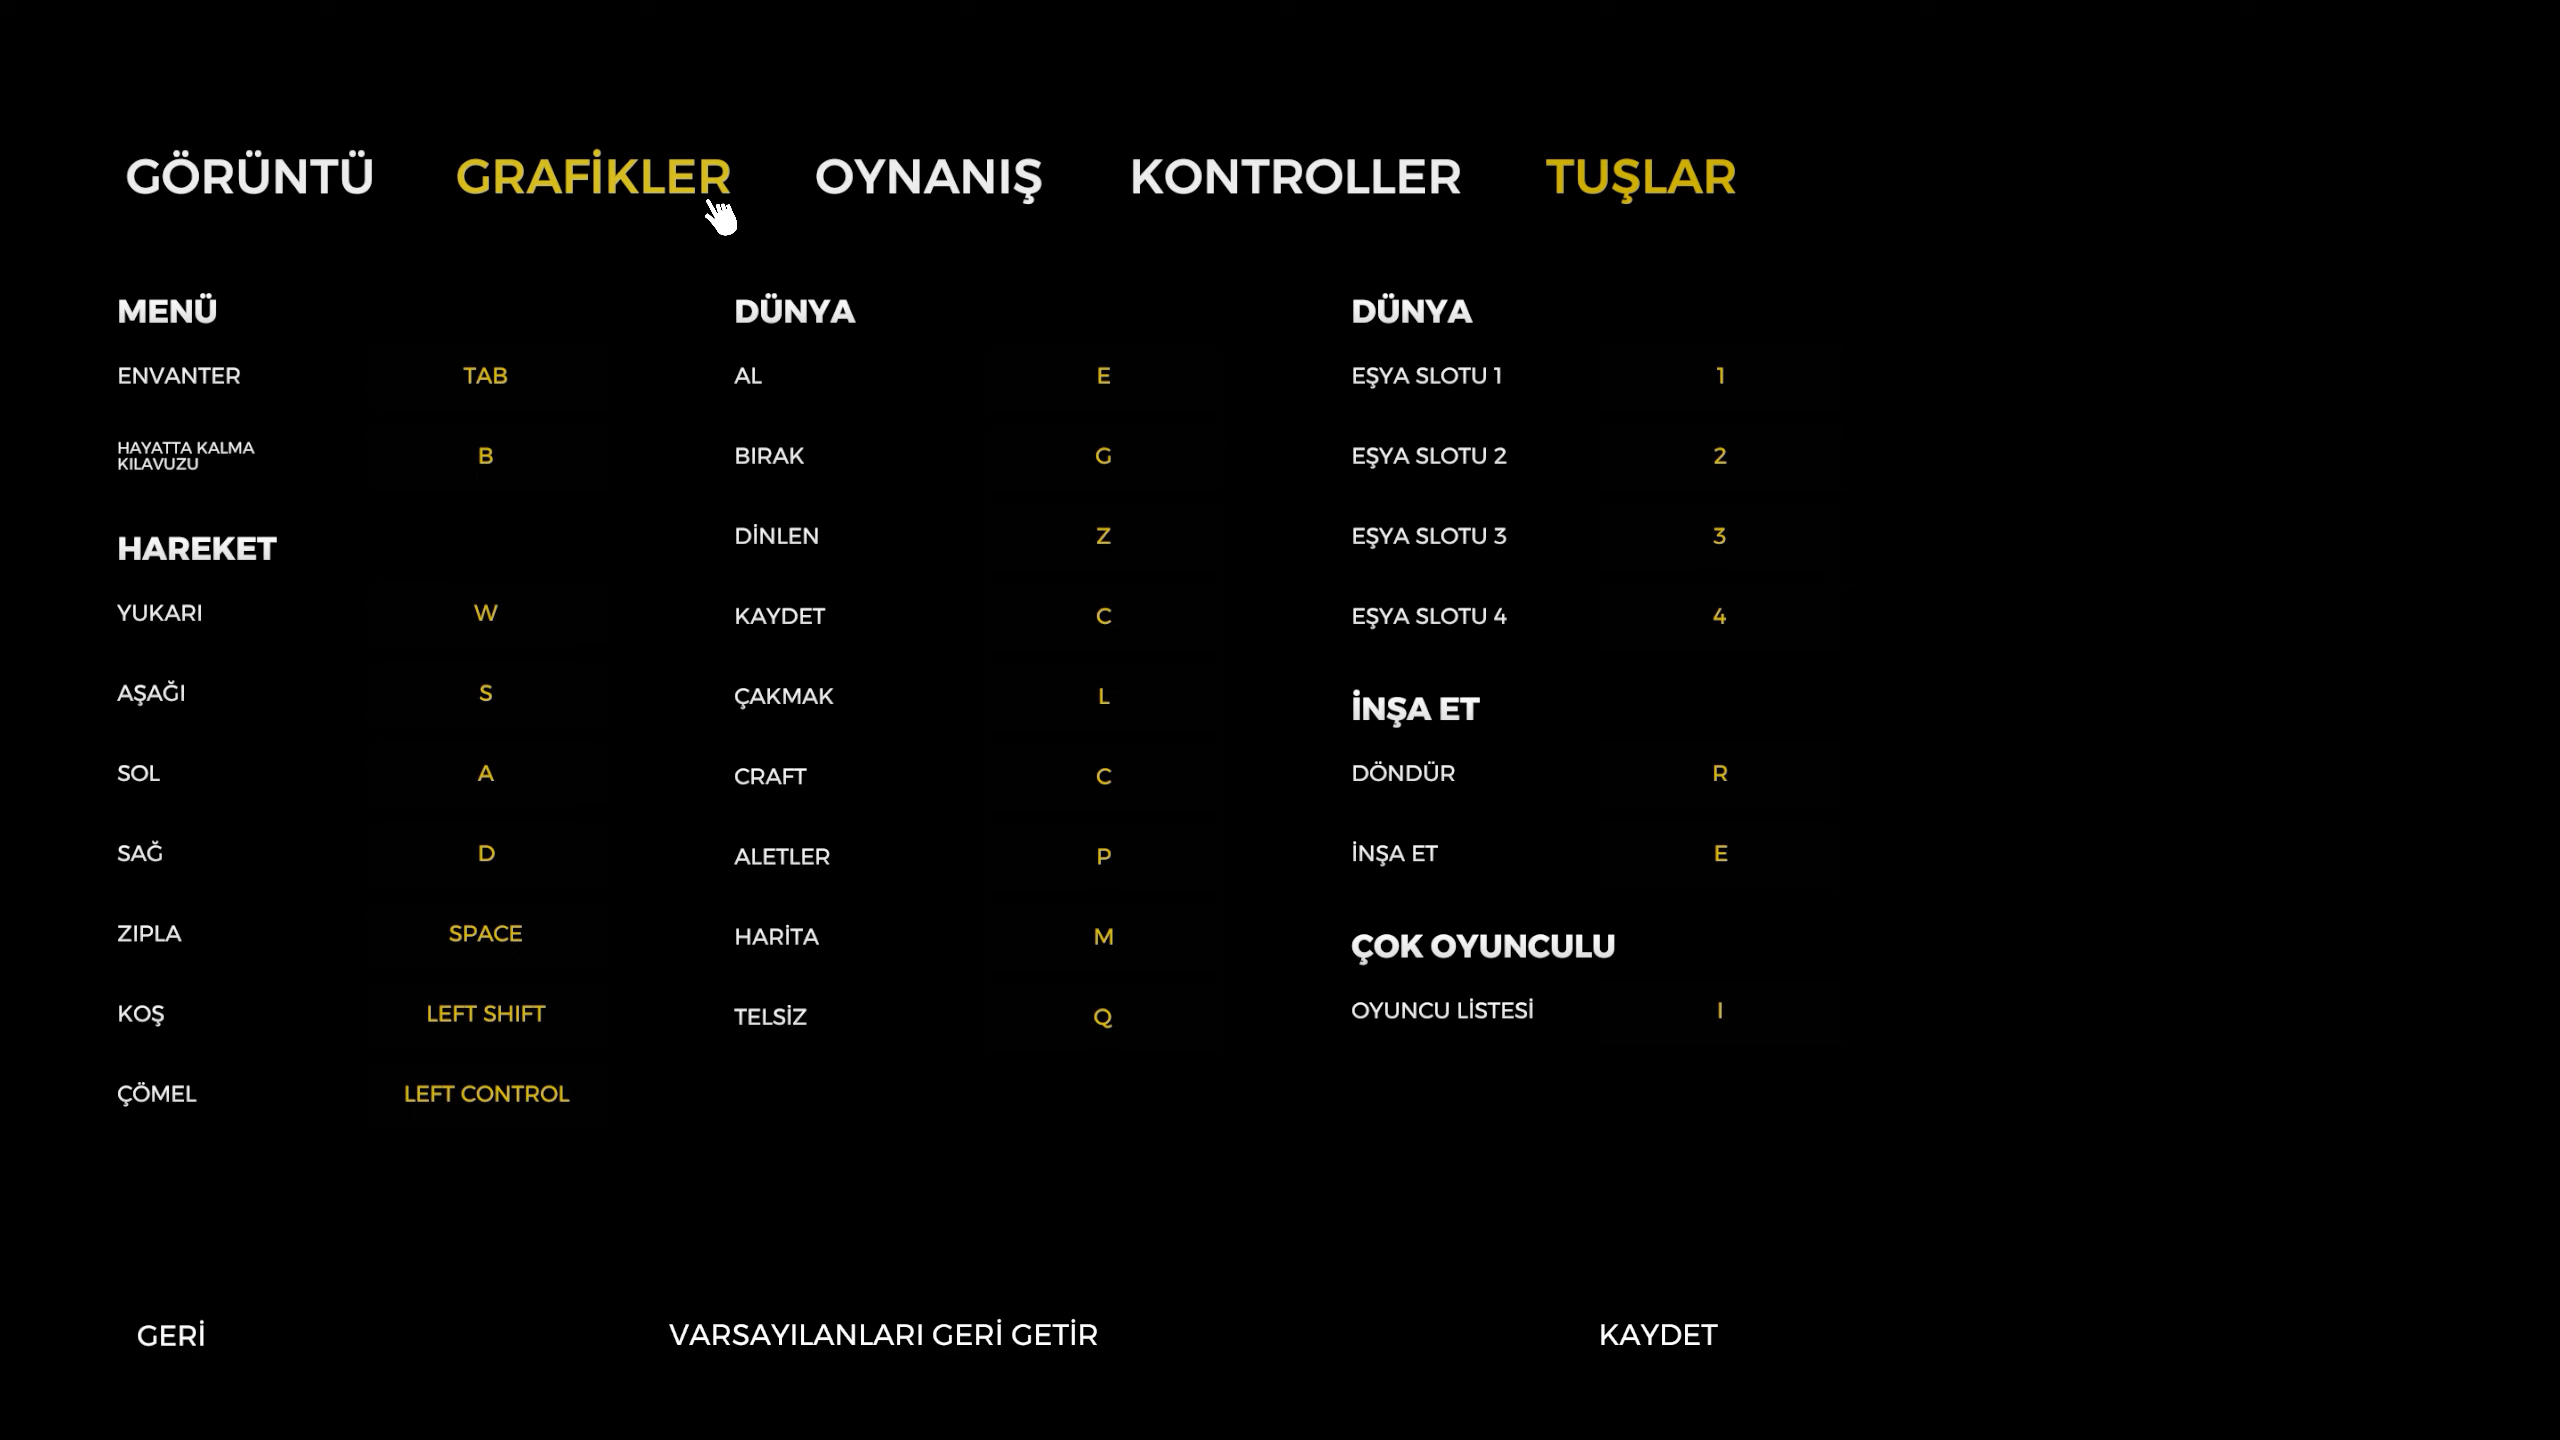 GÖRÜNTÜ GRAFİKLER OYNANIŞ KONTROLLER TUŞLAR
MENÜ
ENVANTER TAB
HAYATTA KALMA
KILAVUZU B
HAREKET
YUKARI W
AŞAĞI S
SOL A
SAĞ D
ZIPLA SPACE
KOŞ LEFT SHIFT
ÇÖMEL LEFT CONTROL
DÜNYA
AL E
BIRAK G
DİNLEN Z
KAYDET C
ÇAKMAK L
CRAFT C
ALETLER P
HARİTA M
TELSİZ Q
DÜNYA
EŞYA SLOTU 1 1
EŞYA SLOTU 2 2
EŞYA SLOTU 3 3
EŞYA SLOTU 4 4
İNŞA ET
DÖNDÜR R
İNŞA ET E
ÇOK OYUNCULU
OYUNCU LİSTESİ I
GERİ VARSAYILANLARI GERİ GETİR KAYDET